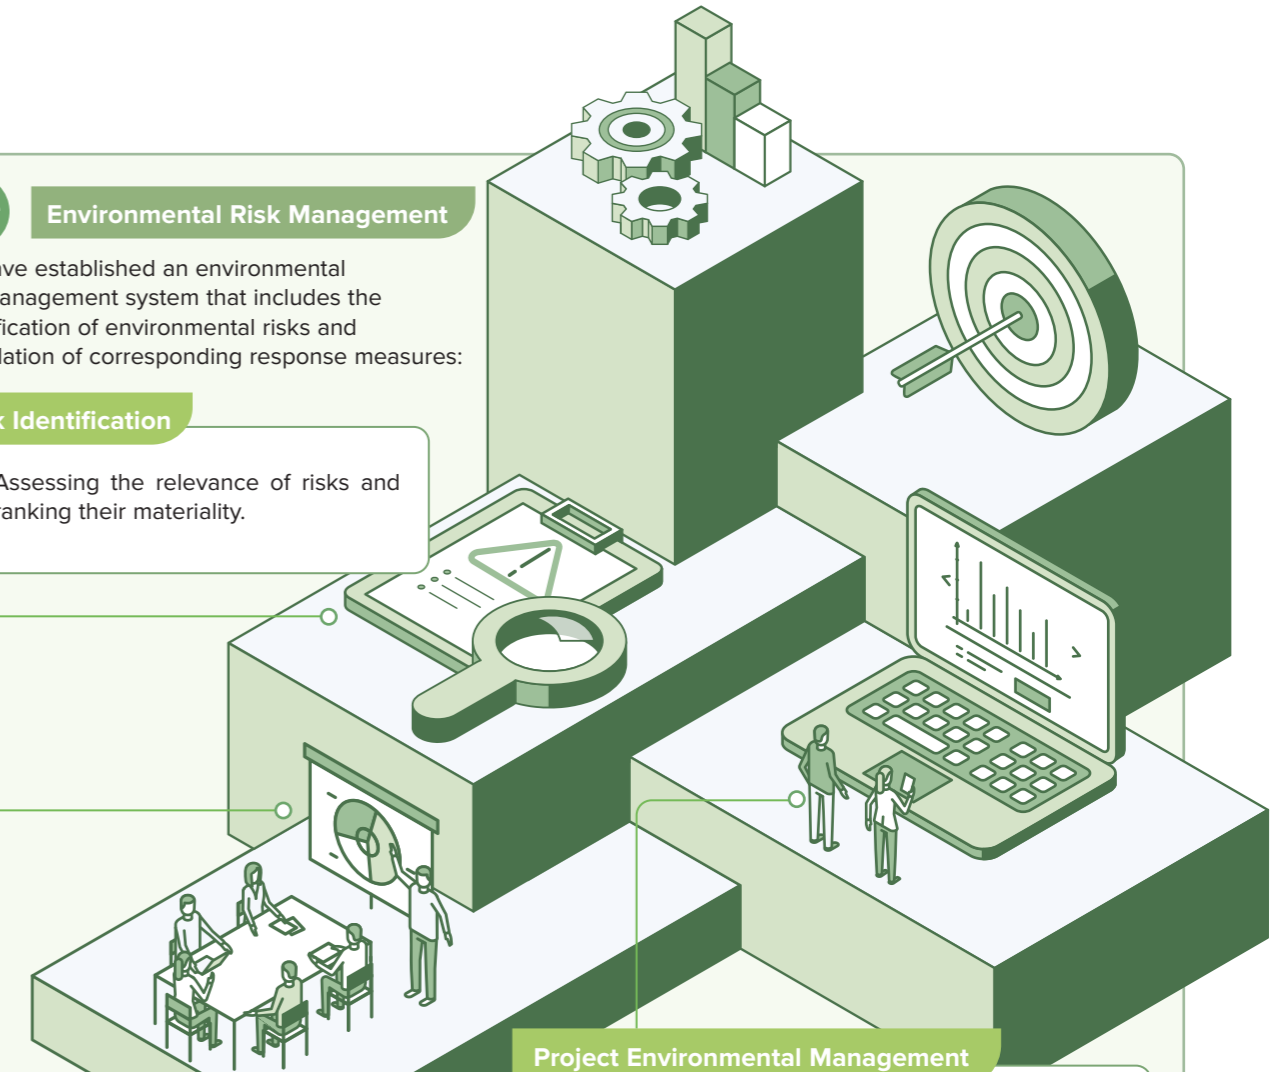 Environmental Risk Management
ave established an environmental
anagement system that includes the
fication of environmental risks and
lation of corresponding response measures:
k Identification
Assessing the relevance of risks and
ranking their materiality.
Project Environmental Management